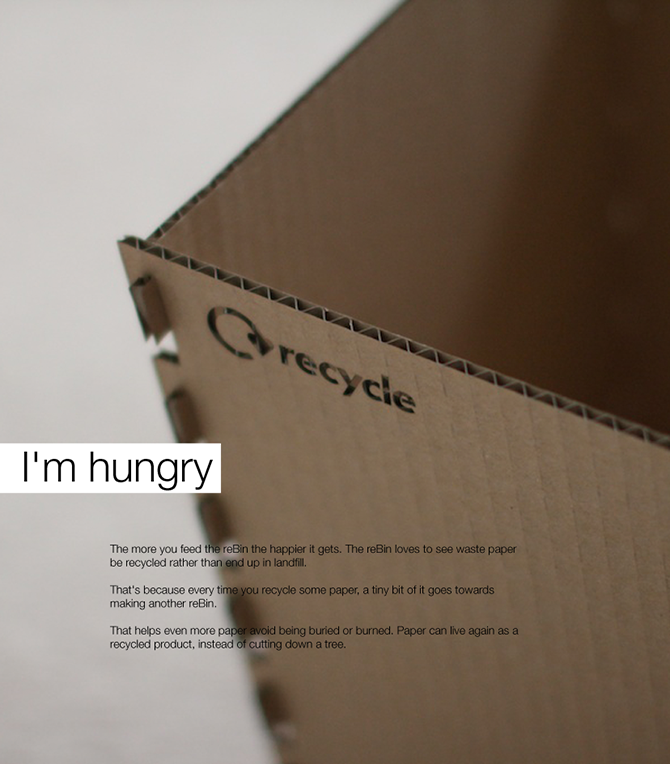 recycle
I'm hungry
The more you feed the reBin the happier it gets. The reBin loves to see waste paper
be recycled rather than end up in landfill.
That's because every time you recycle some paper, a tiny bit of it goes towards
making another reBin.
That helps even more paper avoid being buried or burned. Paper can live again as a
recycled product, instead of cutting down a tree.